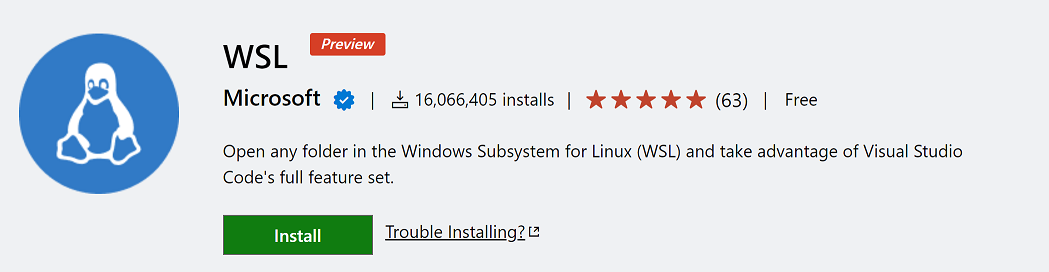 WSL Preview
Microsoft | 16,066,405 installs | (63) | Free
Open any folder in the Windows Subsystem for Linux (WSL) and take advantage of Visual Studio
Code's full feature set.
Install Trouble Installing?